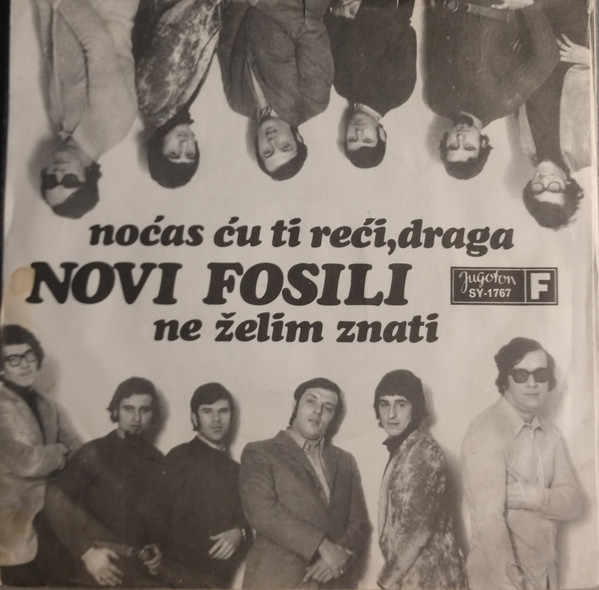 noćas ću ti reći,draga
NOVI FOSILI
Jugoton
SY-1767
F
ne želim znati